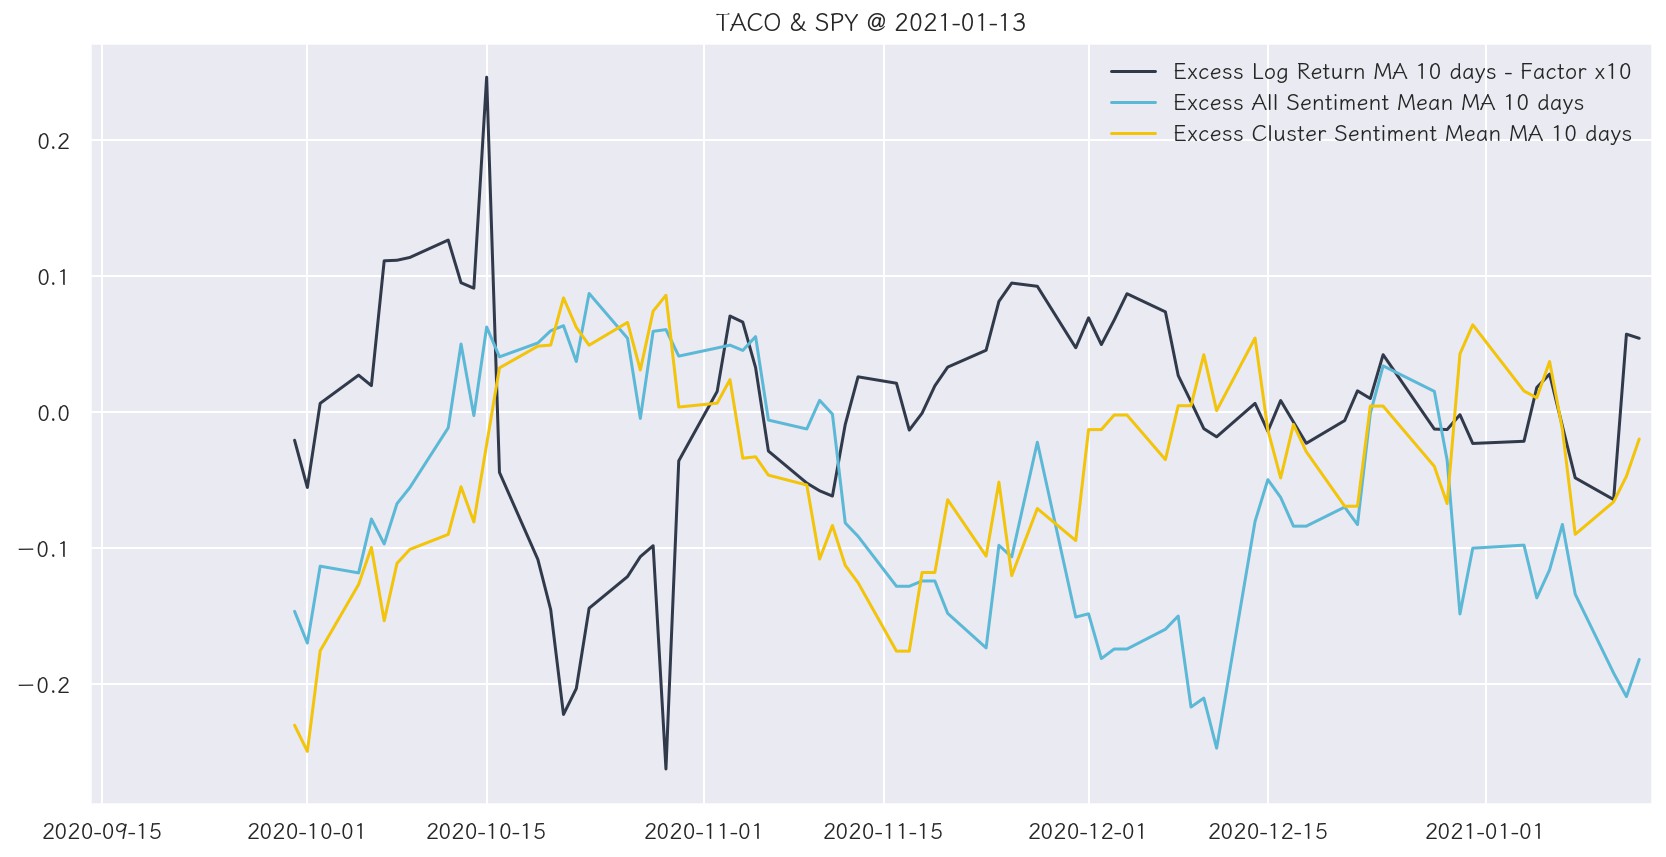 TACO & SPY @ 2021-01-13
Excess Log Return MA 10 days - Factor x10
Excess All Sentiment Mean MA 10 days
Excess Cluster Sentiment Mean MA 10 days
0.2
0.1
0.0
−0.1
−0.2
2020-09-15 2020-10-01 2020-10-15 2020-11-01 2020-11-15 2020-12-01 2020-12-15 2021-01-01